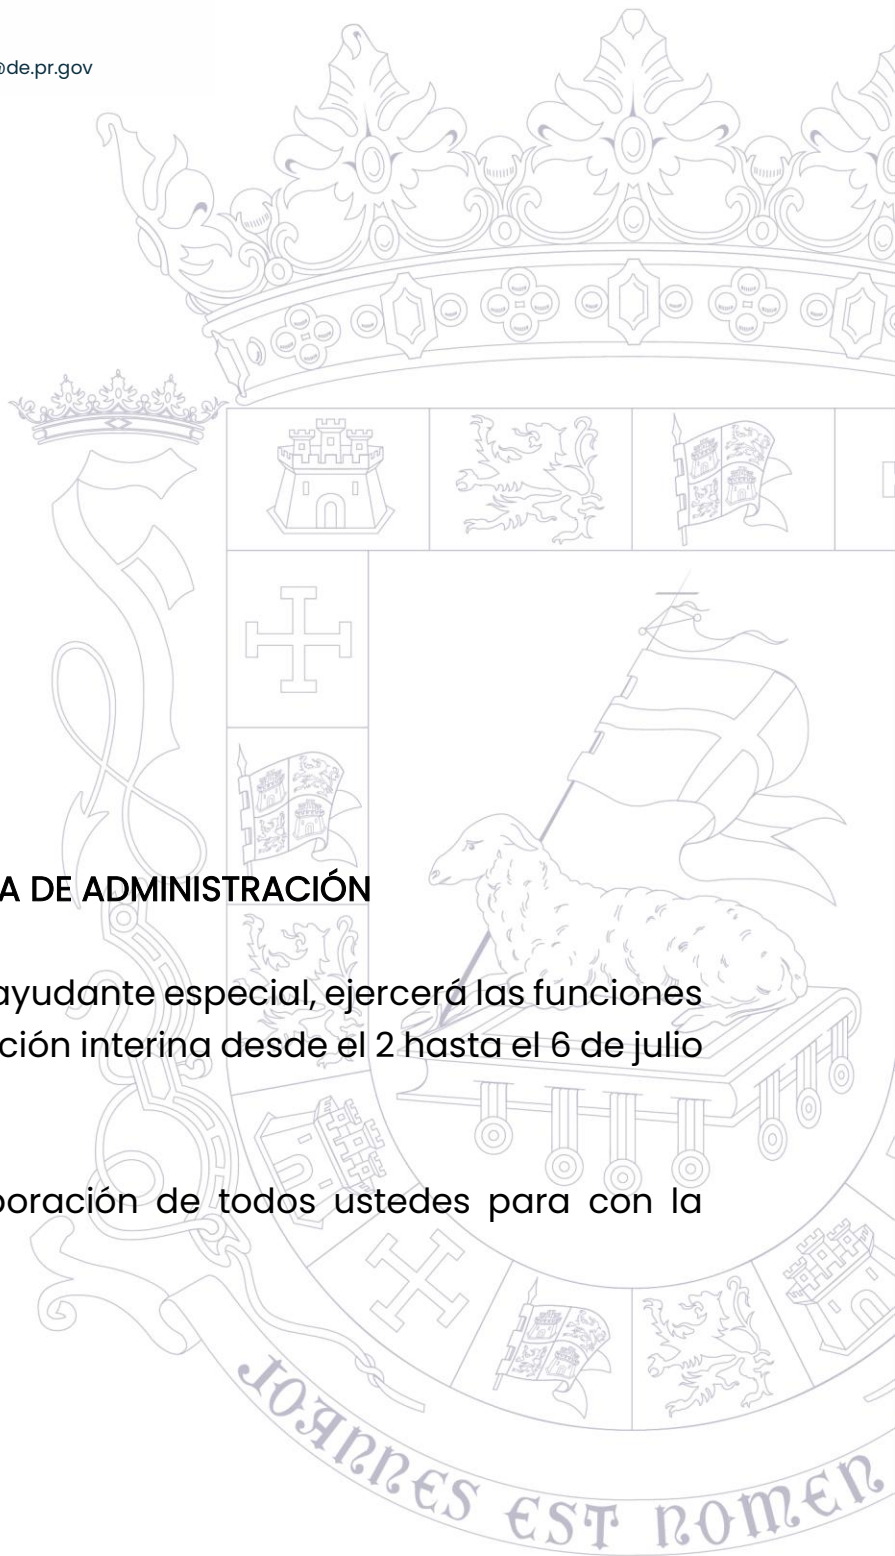 @de.pr.gov
A DE ADMINISTRACIÓN
ayudante especial, ejercerá las funciones
ción interina desde el 2 hasta el 6 de julio
boración de todos ustedes para con la
JOANNES EST NOMEN